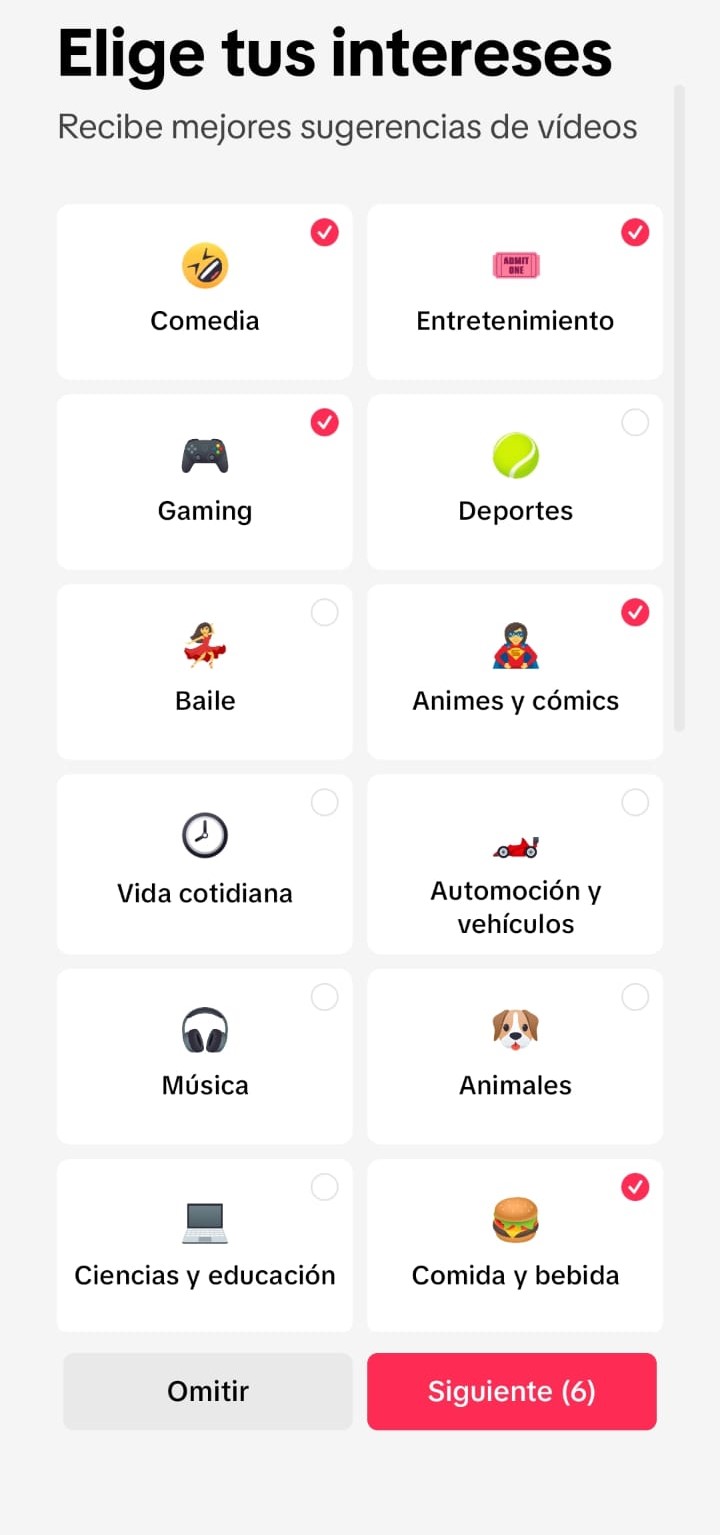 Elige tus intereses
Recibe mejores sugerencias de vídeos
Comedia
ADMIT
ONE
Entretenimiento
Gaming
Deportes
Baile
Animes y cómics
Vida cotidiana
Automoción y
vehículos
Música
Animales
Ciencias y educación
Comida y bebida
Omitir
Siguiente (6)